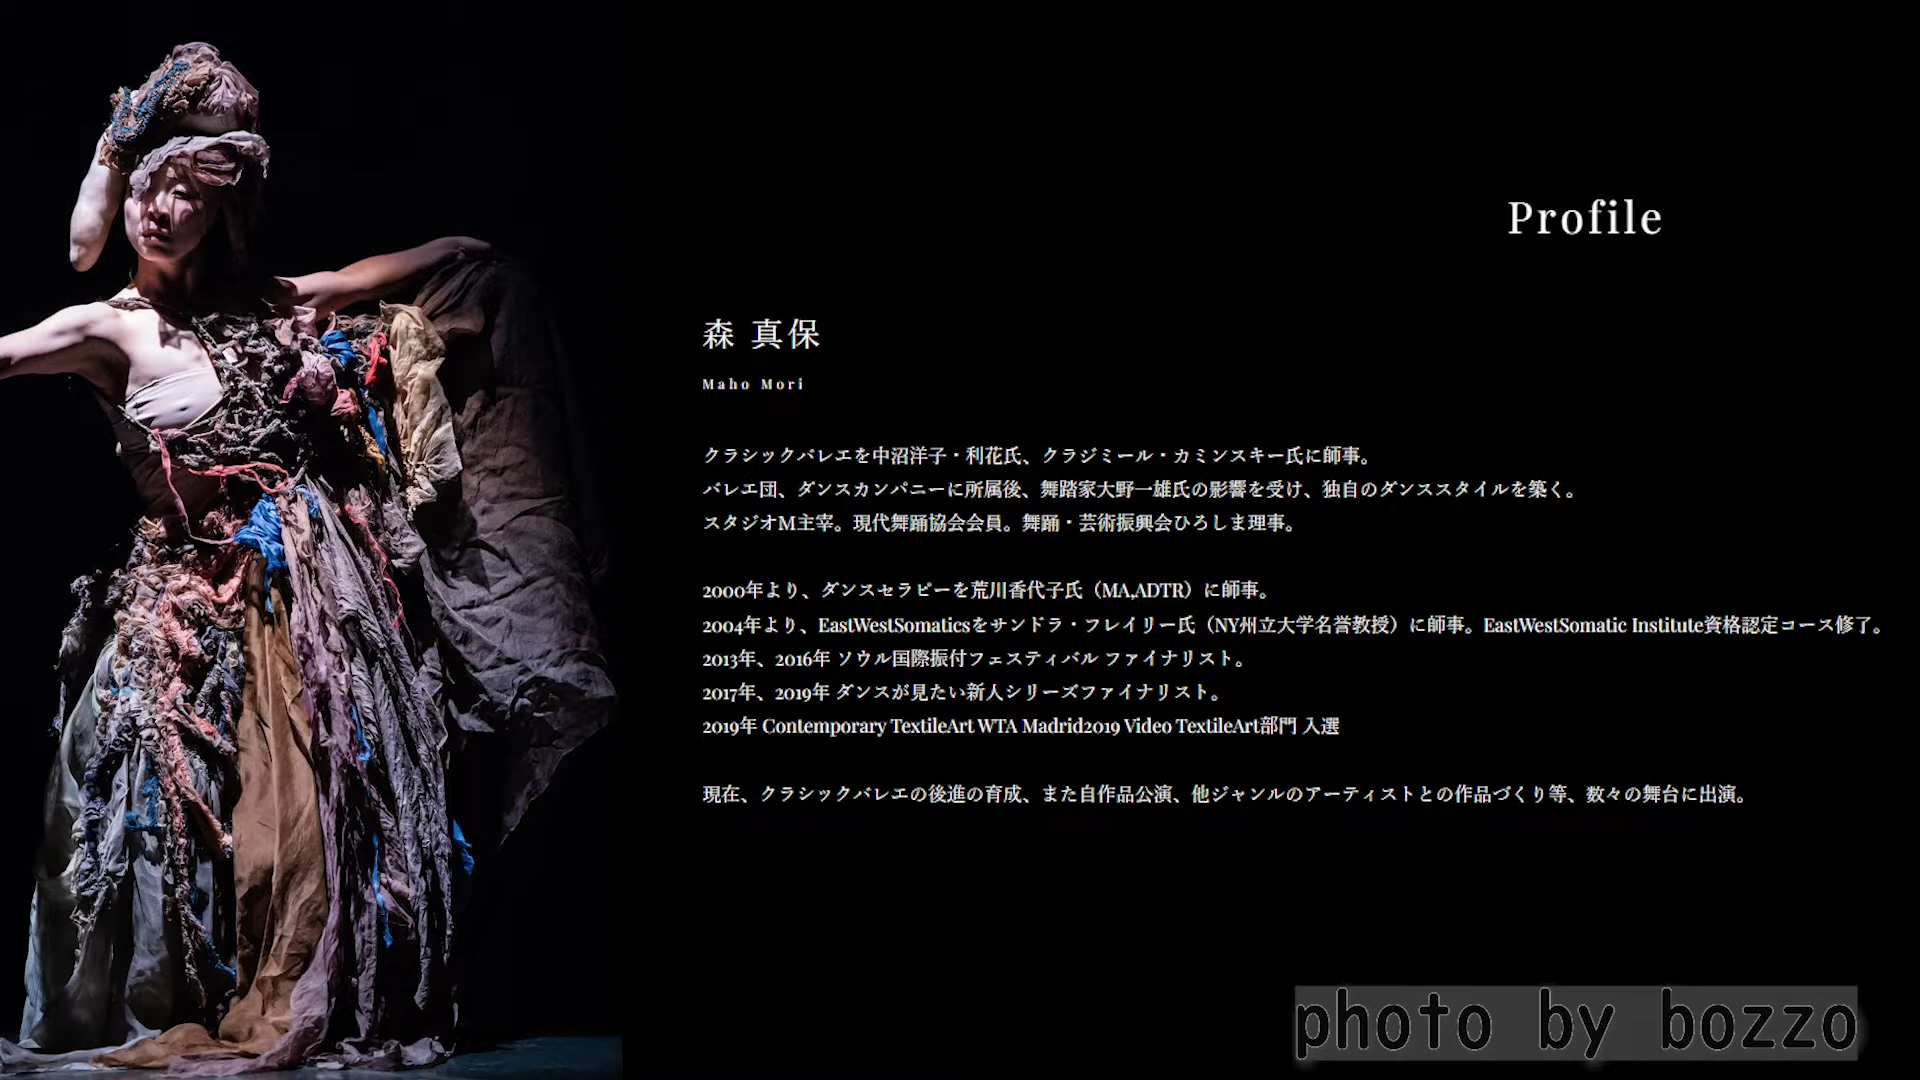 Profile
森 真保
Maho Mori
クラシックバレエを中沼洋子・利花氏、クラジミール・カミンスキー氏に師事。
バレエ団、ダンスカンパニーに所属後、舞踏家大野一雄氏の影響を受け、独自のダンススタイルを築く。
スタジオM主宰。現代舞踊協会会員。舞踊・芸術振興会ひろしま理事。
2000年より、ダンスセラピーを荒川香代子氏（MA,ADTR）に師事。
2004年より、EastWestSomaticsをサンドラ・フレイリー氏（NY州立大学名誉教授）に師事。EastWestSomatic Institute資格認定コース修了。
2013年、2016年 ソウル国際振付フェスティバル ファイナリスト。
2017年、2019年 ダンスが見たい新人シリーズファイナリスト。
2019年 Contemporary TextileArt WTA Madrid2019 Video TextileArt部門 入選
現在、クラシックバレエの後進の育成、また自作品公演、他ジャンルのアーティストとの作品づくり等、数々の舞台に出演。
photo by bozzo